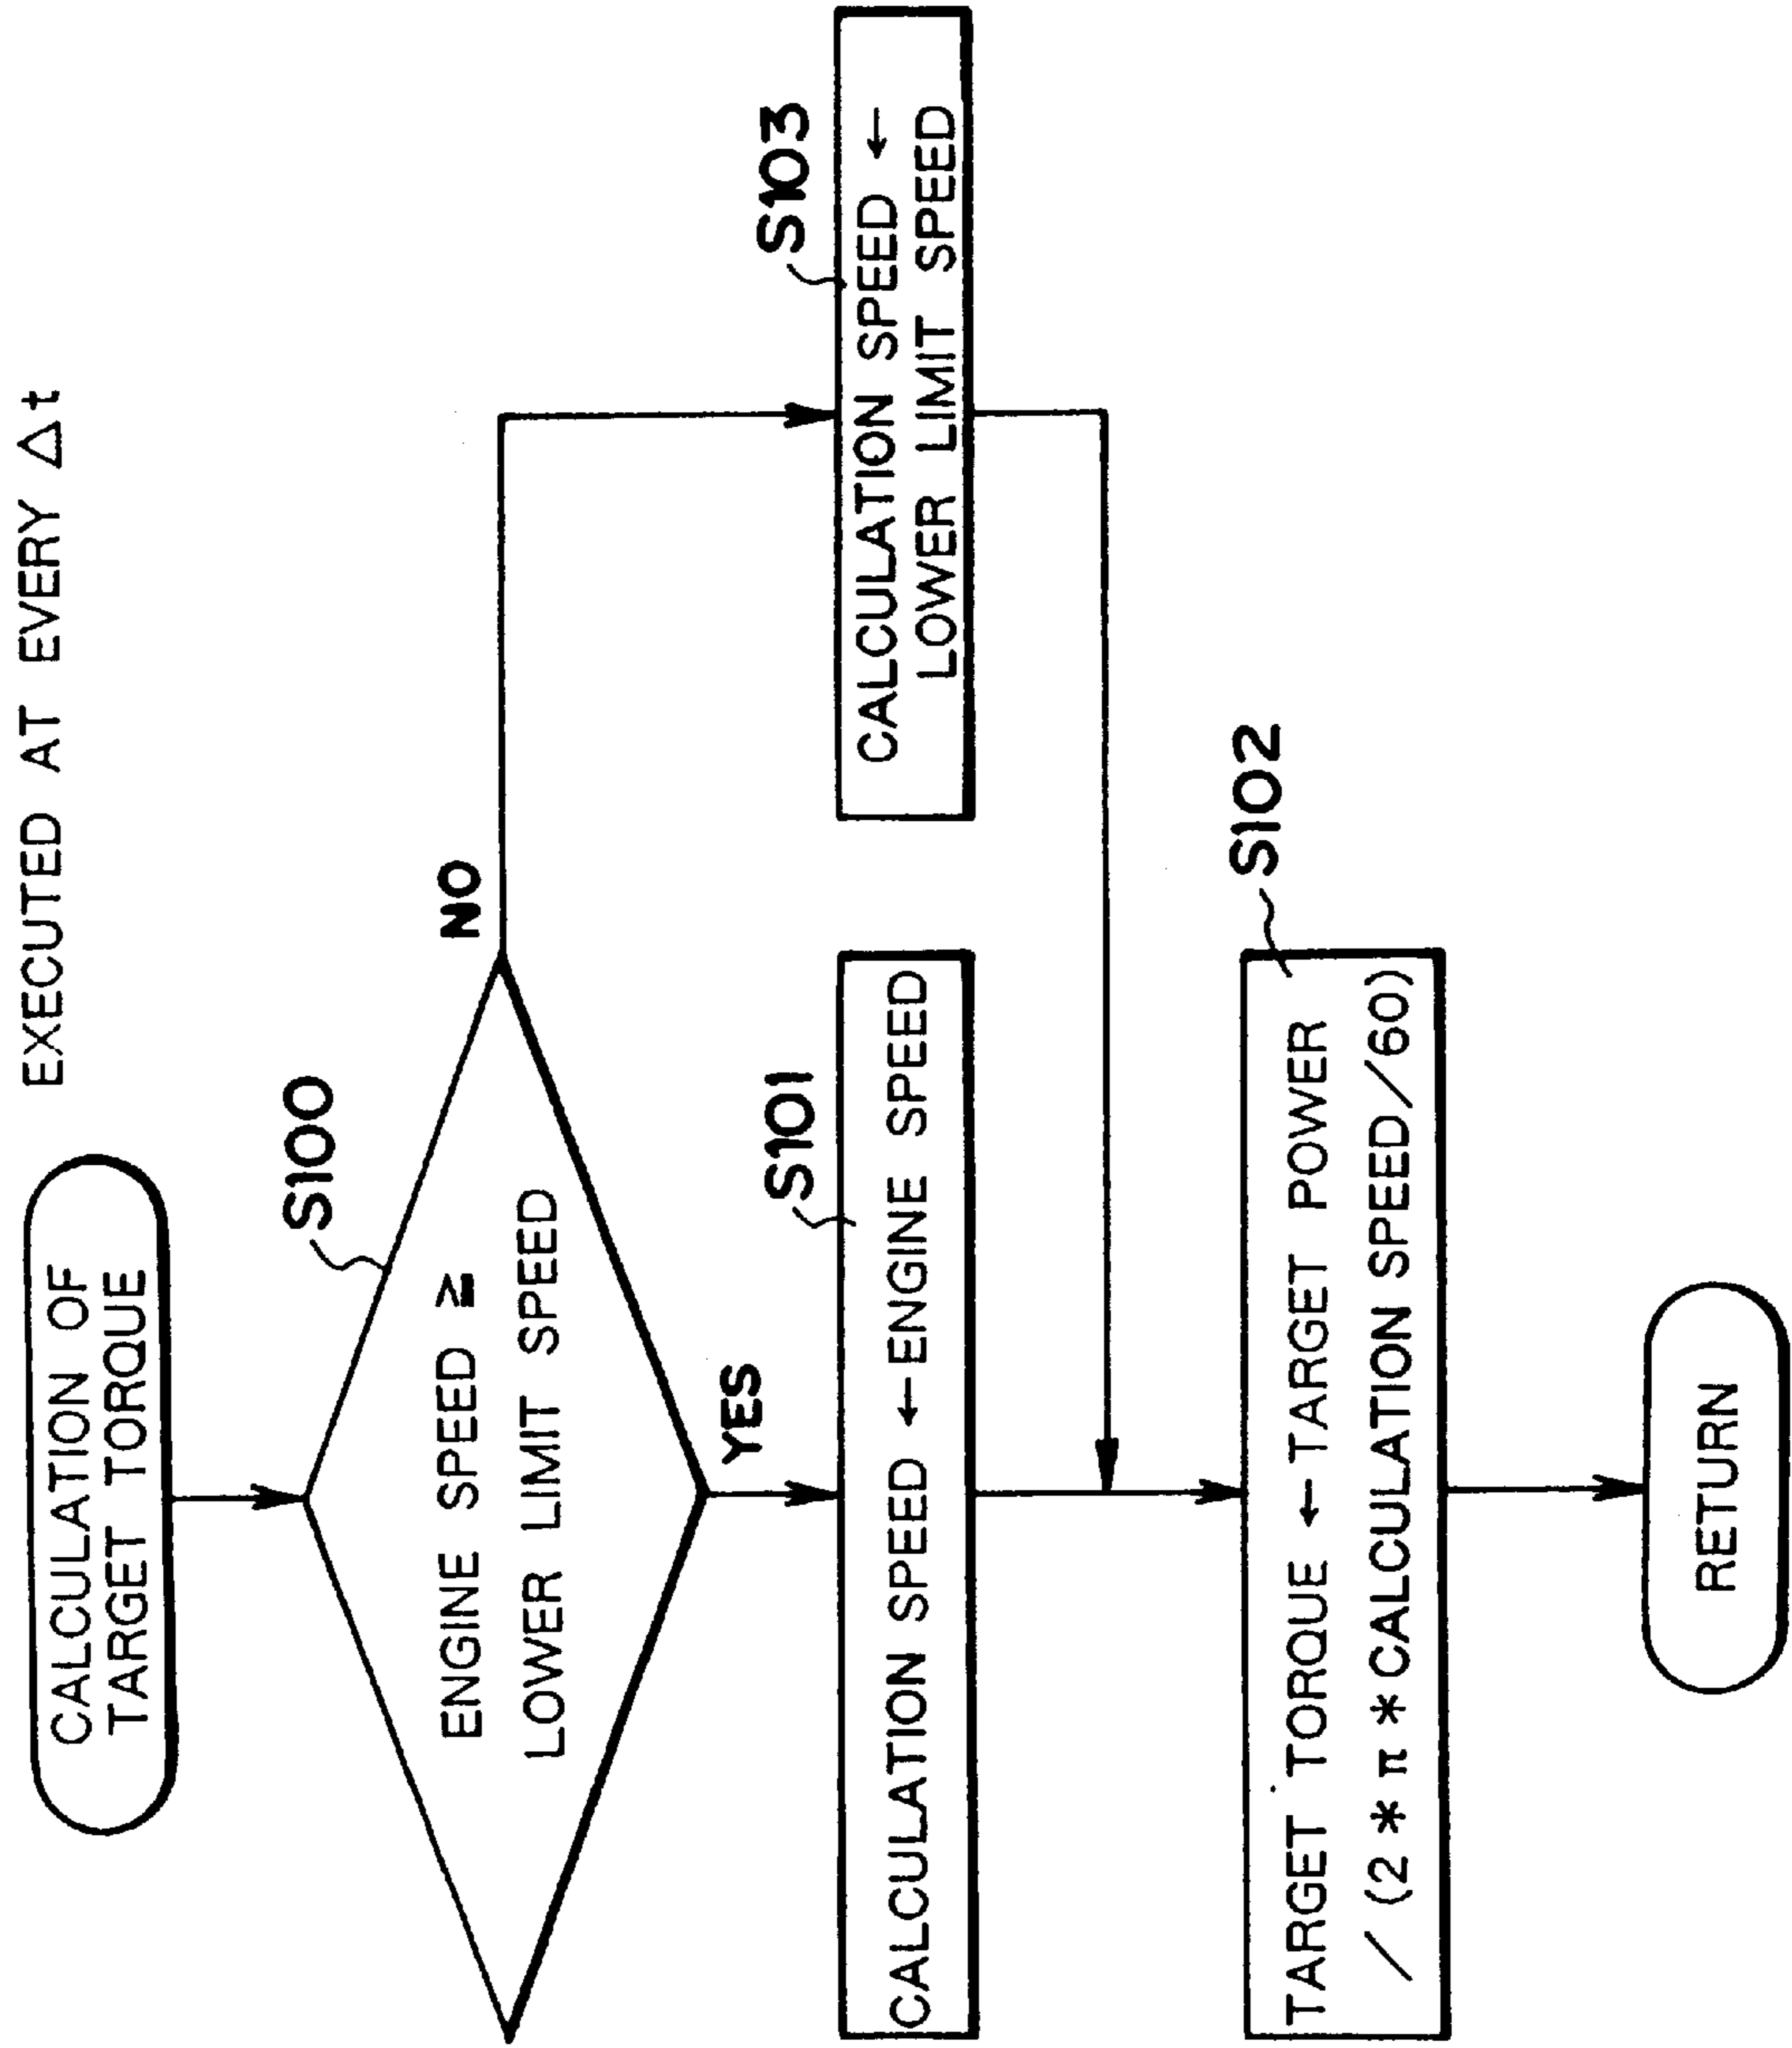 EXECUTED AT EVERY Δt
CALCULATION OF
TARGET TORQUE
S100
ENGINE SPEED ≥
LOWER LIMIT SPEED
NO
YES
S101
CALCULATION SPEED ← ENGINE SPEED
S103
CALCULATION SPEED ←
LOWER LIMIT SPEED
S102
TARGET TORQUE ← TARGET POWER
/ (2 * π * CALCULATION SPEED/60)
RETURN